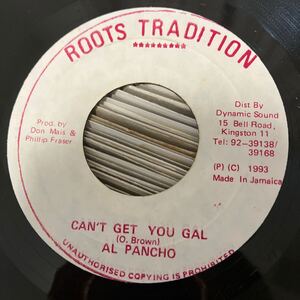 ROOTS TRADITION
**********
Prod. by
Don Mais &
Phillip Fraser
Dist By
Dynamic Sound
15 Bell Road,
Kingston 11
Tel: 92-39138/
39168
(P) (C) 1993
Made In Jamaica
CAN'T GET YOU GAL
(O. Brown)
AL PANCHO
UNAUTHORISED COPYING IS PROHIBITED